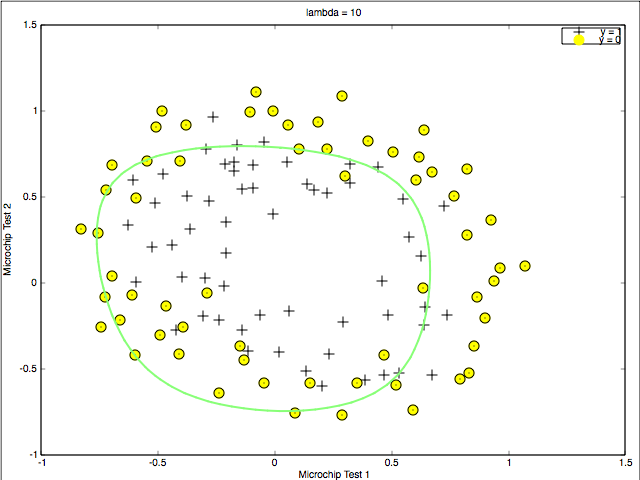 lambda = 10
1.5
y = 1
y = 0
1
0.5
Microchip Test 2
0
-0.5
-1
-1
-0.5
0
0.5
1
1.5
Microchip Test 1